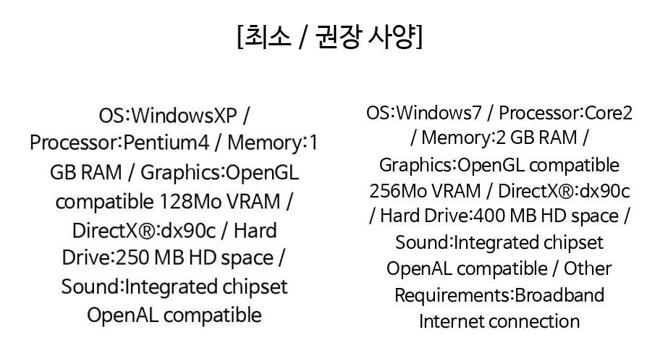 [최소 / 권장 사양]
OS:WindowsXP /
Processor:Pentium4 / Memory:1
GB RAM / Graphics:OpenGL
compatible 128Mo VRAM /
DirectX®:dx90c / Hard
Drive:250 MB HD space /
Sound:Integrated chipset
OpenAL compatible
OS:Windows7 / Processor:Core2
/ Memory:2 GB RAM /
Graphics:OpenGL compatible
256Mo VRAM / DirectX®:dx90c
/ Hard Drive:400 MB HD space /
Sound:Integrated chipset
OpenAL compatible / Other
Requirements:Broadband
Internet connection